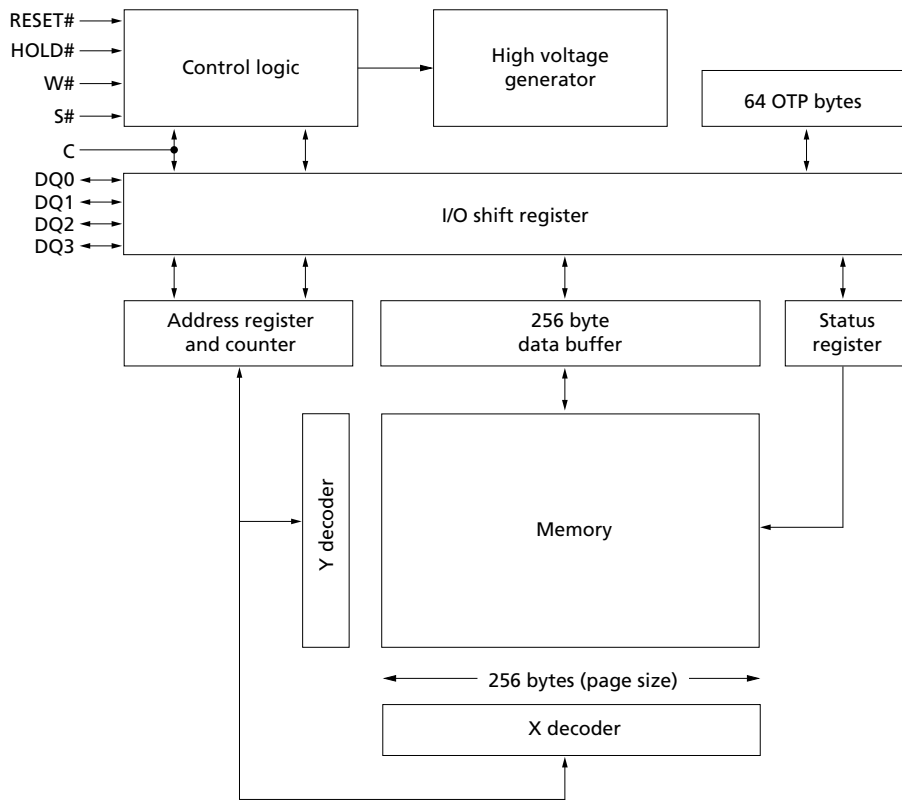 RESET#
HOLD#
W#
S#
C
DQ0
DQ1
DQ2
DQ3
Control logic
High voltage
generator
64 OTP bytes
I/O shift register
Address register
and counter
256 byte
data buffer
Status
register
Y decoder
Memory
256 bytes (page size)
X decoder